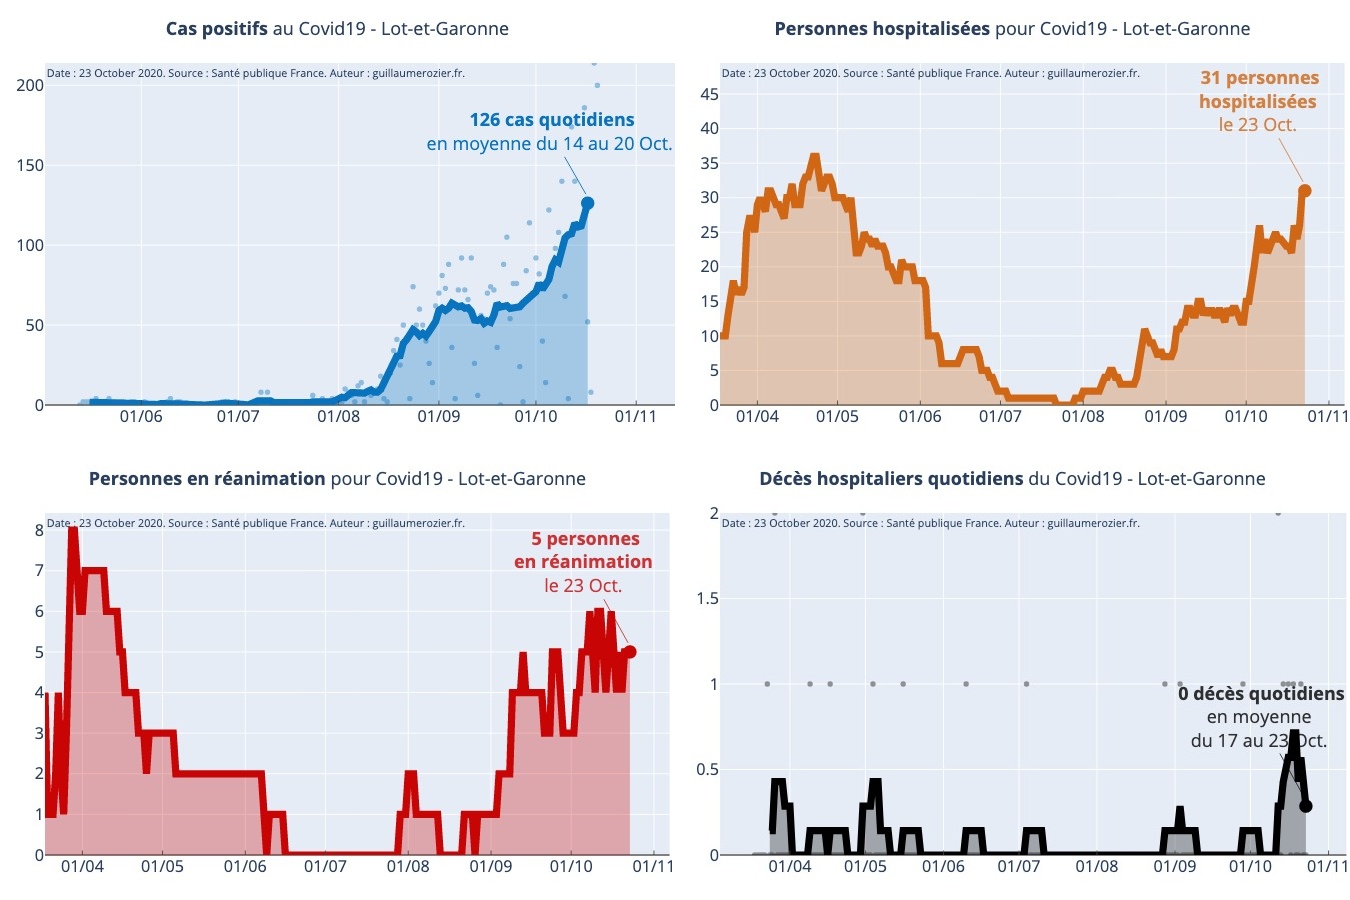 Cas positifs au Covid19 - Lot-et-Garonne
Date : 23 October 2020. Source : Santé publique France. Auteur : guillaumerozier.fr.
126 cas quotidiens
en moyenne du 14 au 20 Oct.
200
150
100
50
0
01/06 01/07 01/08 01/09 01/10 01/11
Personnes hospitalisées pour Covid19 - Lot-et-Garonne
Date : 23 October 2020. Source : Santé publique France. Auteur : guillaumerozier.fr.
31 personnes
hospitalisées
le 23 Oct.
45
40
35
30
25
20
15
10
5
0
01/04 01/05 01/06 01/07 01/08 01/09 01/10 01/11
Personnes en réanimation pour Covid19 - Lot-et-Garonne
Date : 23 October 2020. Source : Santé publique France. Auteur : guillaumerozier.fr.
5 personnes
en réanimation
le 23 Oct.
8
7
6
5
4
3
2
1
0
01/04 01/05 01/06 01/07 01/08 01/09 01/10 01/11
Décès hospitaliers quotidiens du Covid19 - Lot-et-Garonne
Date : 23 October 2020. Source : Santé publique France. Auteur : guillaumerozier.fr.
0 décès quotidiens
en moyenne
du 17 au 23 Oct.
2
1.5
1
0.5
0
01/04 01/05 01/06 01/07 01/08 01/09 01/10 01/11